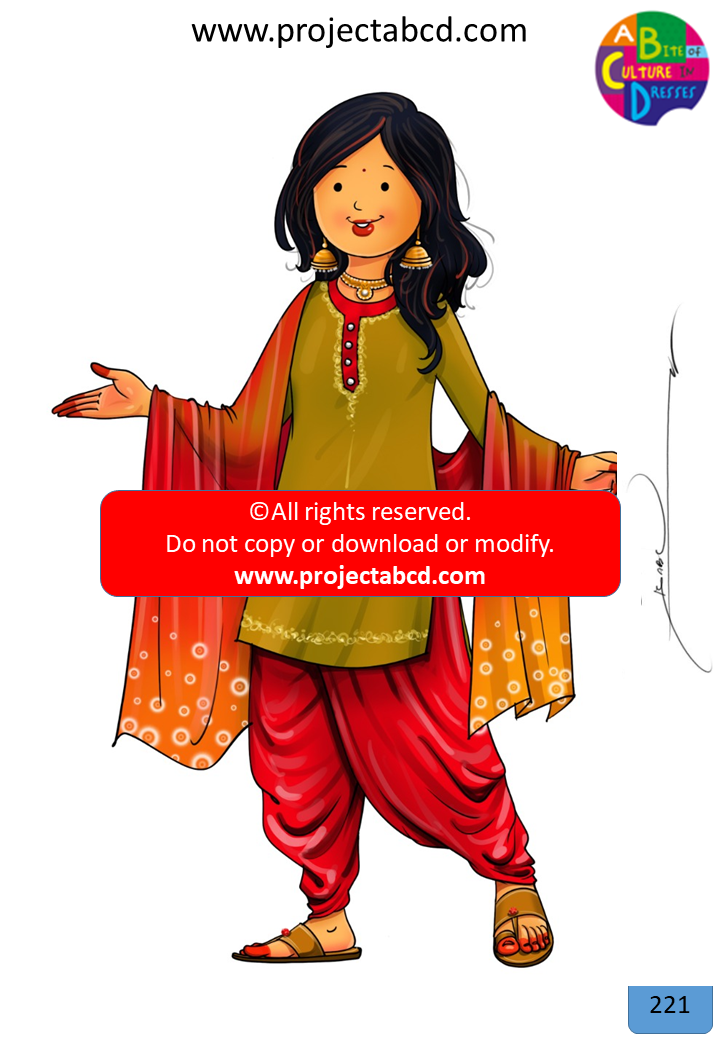 www.projectabcd.com
A BITE OF
CULTURE IN
DRESSES
©All rights reserved.
Do not copy or download or modify.
www.projectabcd.com
221